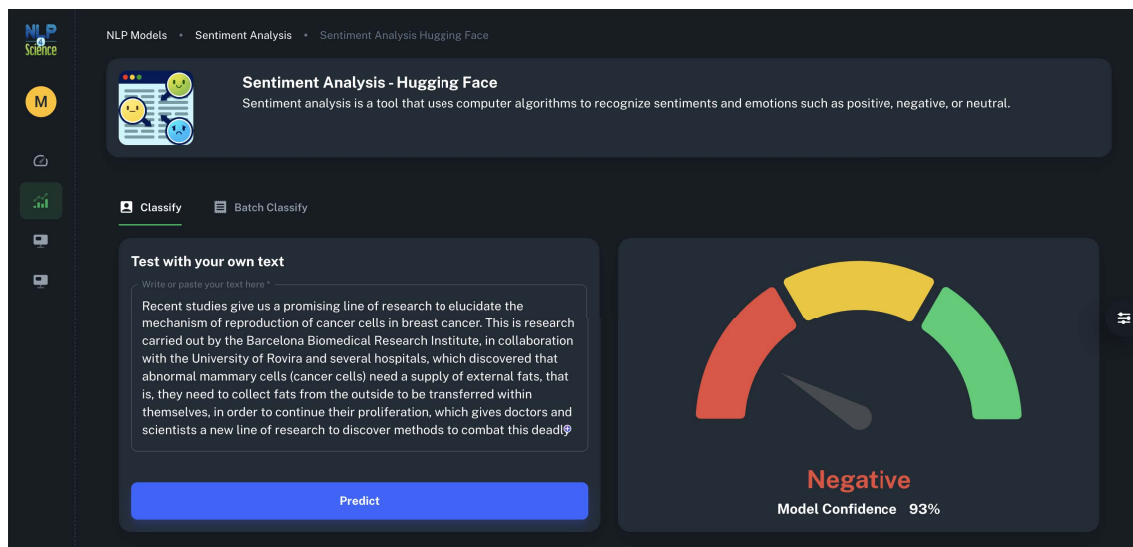 NLP
4
Science
NLP Models • Sentiment Analysis • Sentiment Analysis Hugging Face
M
Sentiment Analysis - Hugging Face
Sentiment analysis is a tool that uses computer algorithms to recognize sentiments and emotions such as positive, negative, or neutral.
Classify
Batch Classify
Test with your own text
Write or paste your text here *
Recent studies give us a promising line of research to elucidate the
mechanism of reproduction of cancer cells in breast cancer. This is research
carried out by the Barcelona Biomedical Research Institute, in collaboration
with the University of Rovira and several hospitals, which discovered that
abnormal mammary cells (cancer cells) need a supply of external fats, that
is, they need to collect fats from the outside to be transferred within
themselves, in order to continue their proliferation, which gives doctors and
scientists a new line of research to discover methods to combat this deadly
Predict
Negative
Model Confidence 93%